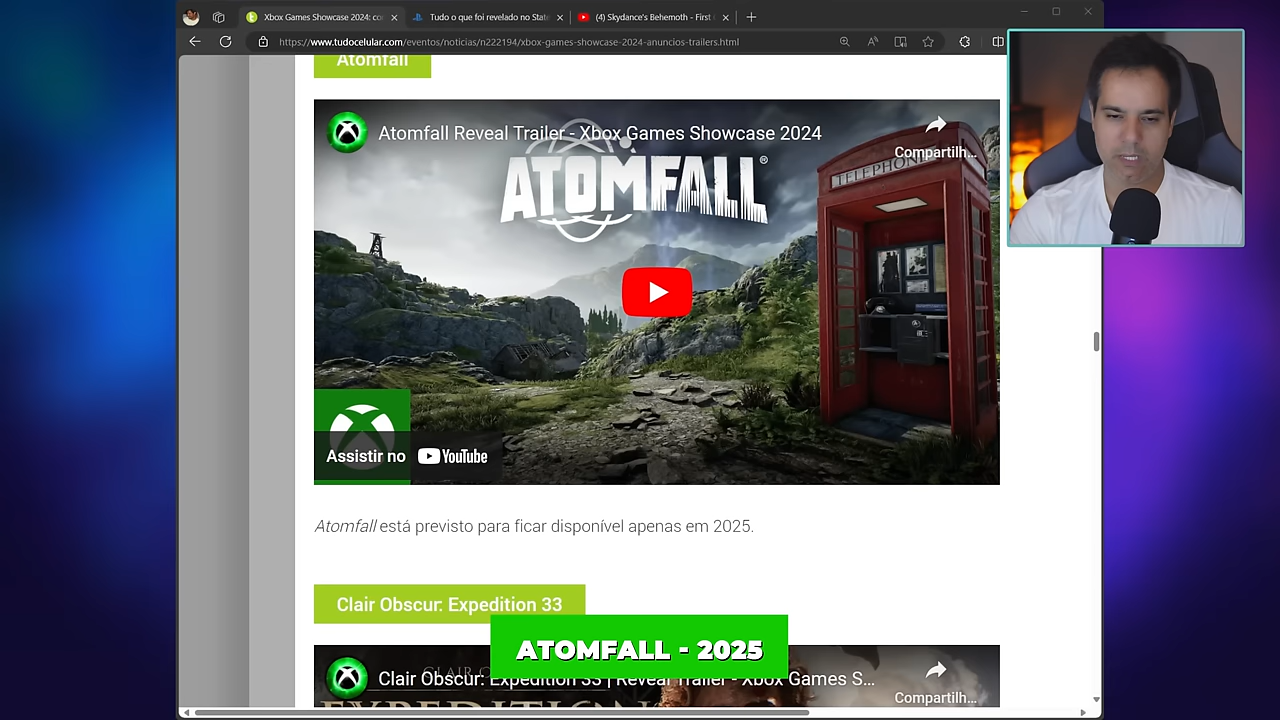 Xbox Games Showcase 2024: co
Tudo o que foi revelado no Stat
(4) Skydance's Behemoth - First
https://www.tudocelular.com/eventos/noticias/n222194/xbox-games-showcase-2024-anuncios-trailers.html
Atomfall
Atomfall Reveal Trailer - Xbox Games Showcase 2024
Compartilh...
ATOMFALL®
TELEPHONE
Assistir no YouTube
Atomfall está previsto para ficar disponível apenas em 2025.
Clair Obscur: Expedition 33
ATOMFALL - 2025
Clair Obscur: Expedition 33 | Reveal Trailer - Xbox Games S...
Compartilh...